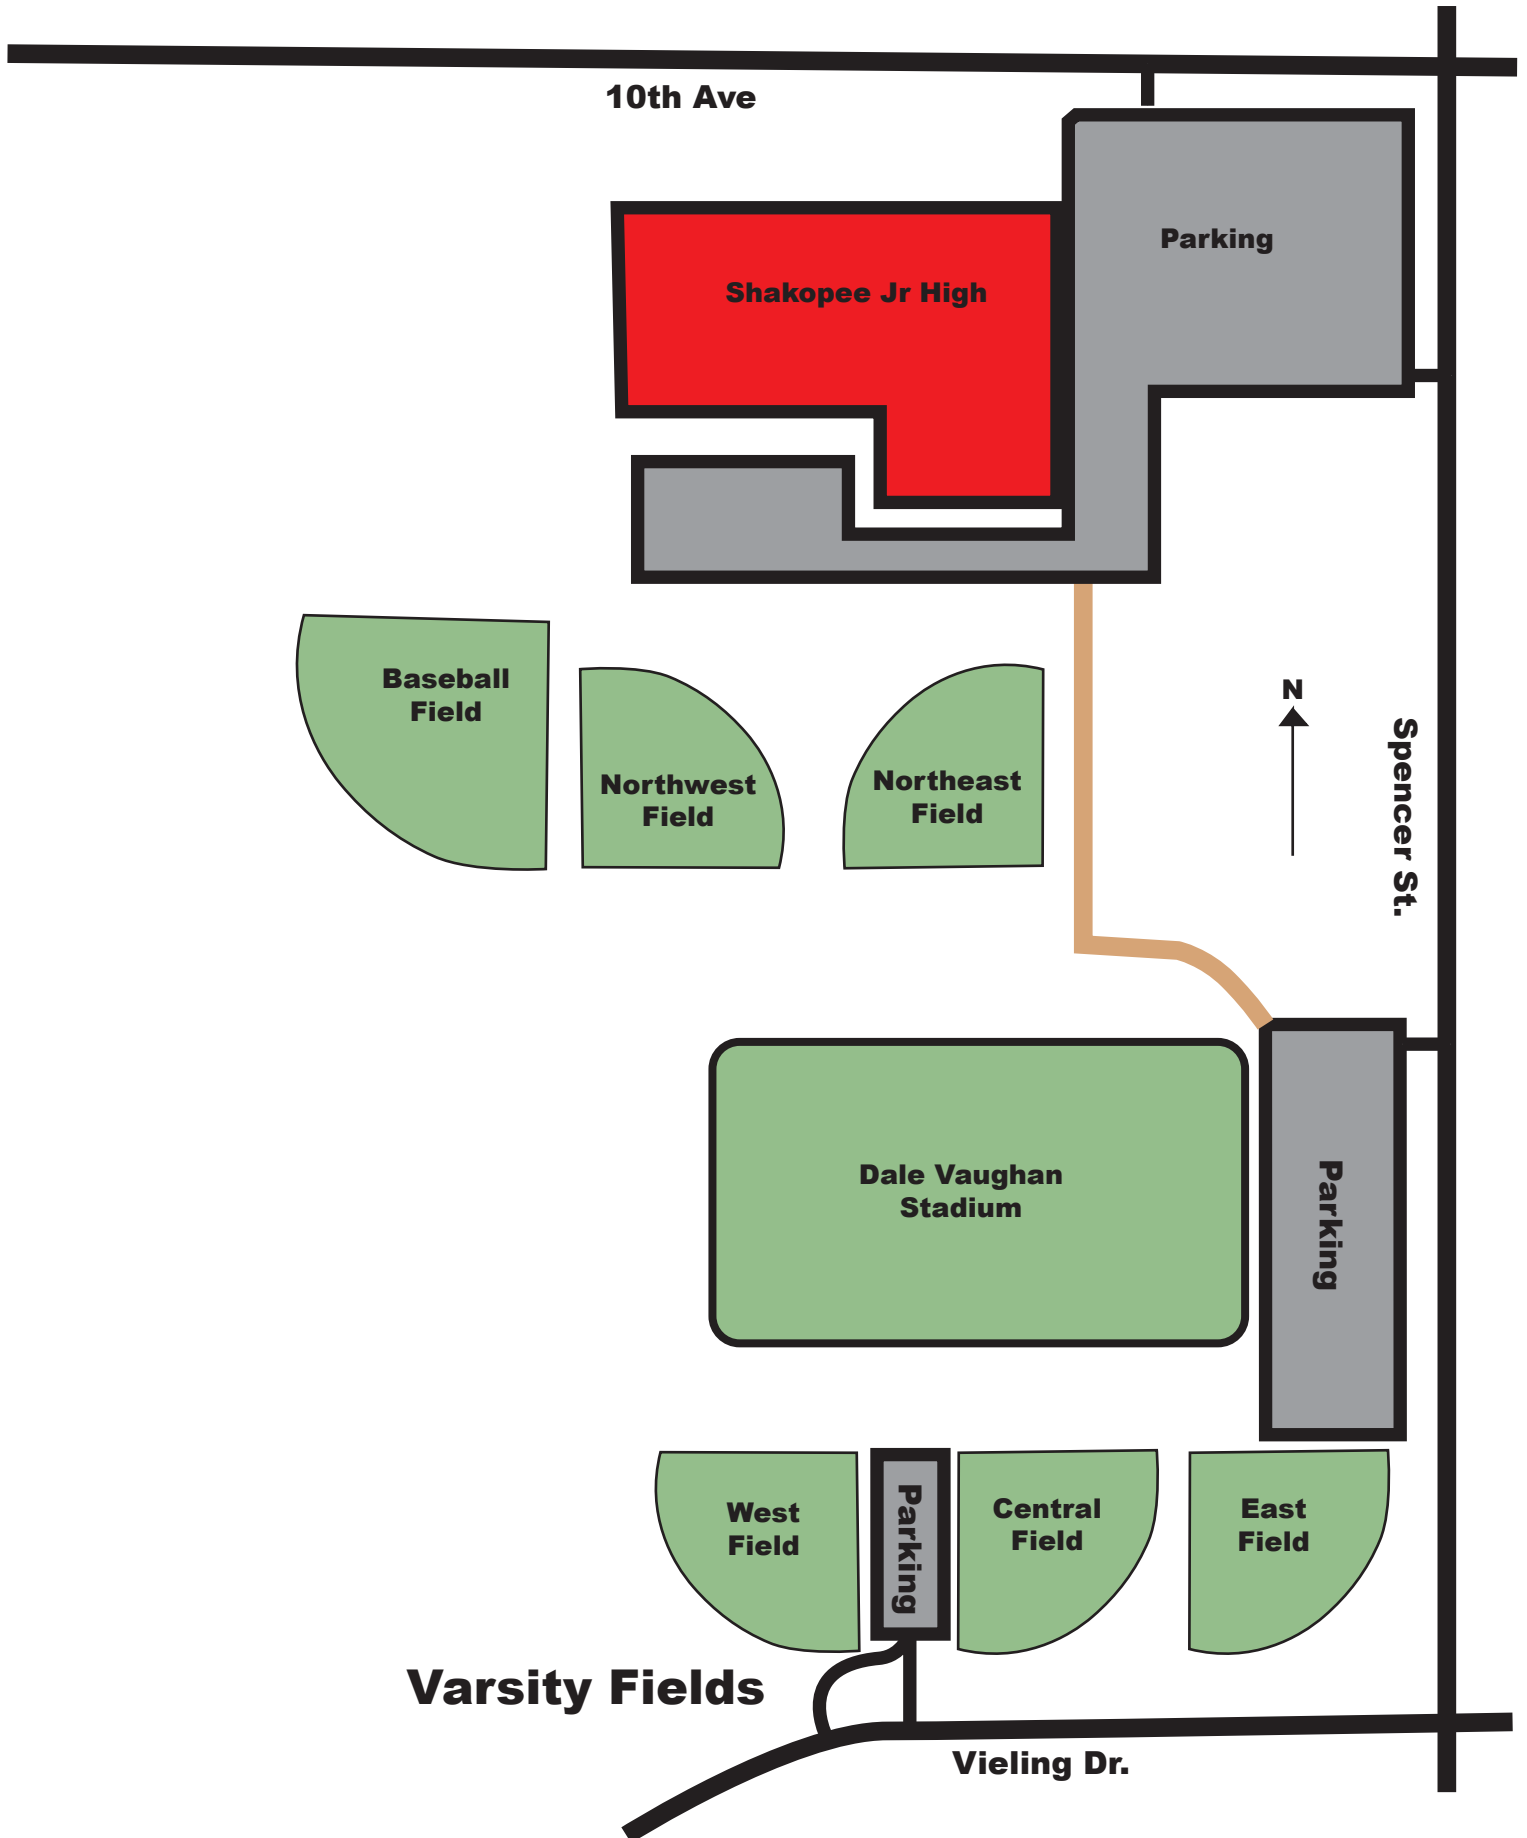 10th Ave
Parking
Shakopee Jr High
Baseball
Field
Northwest
Field
Northeast
Field
N
Spencer St.
Dale Vaughan
Stadium
Parking
West
Field
Parking
Central
Field
East
Field
Varsity Fields
Vieling Dr.